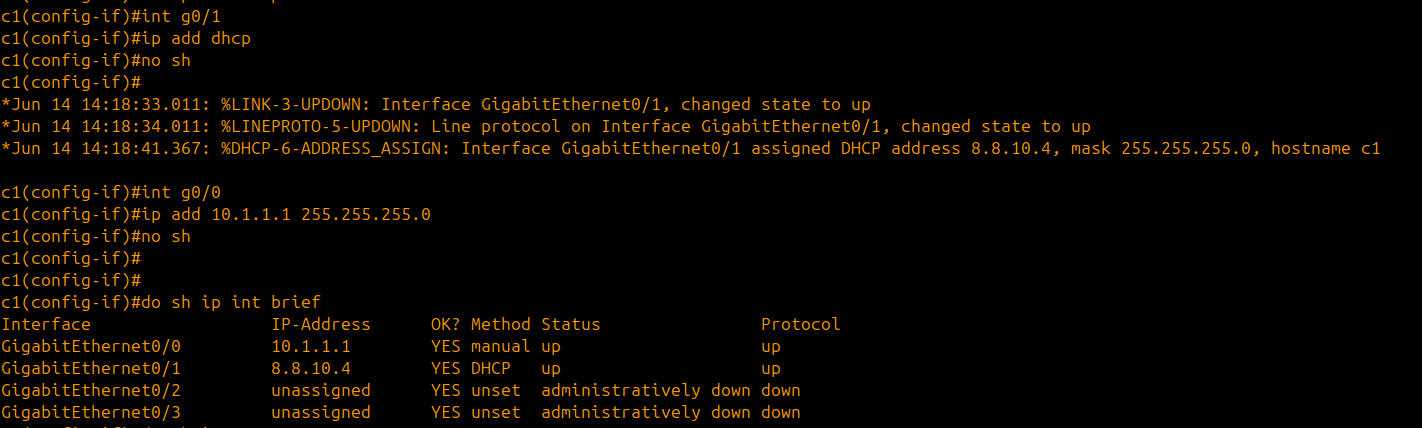 c1(config-if)#int g0/1
c1(config-if)#ip add dhcp
c1(config-if)#no sh
c1(config-if)#
*Jun 14 14:18:33.011: %LINK-3-UPDOWN: Interface GigabitEthernet0/1, changed state to up
*Jun 14 14:18:34.011: %LINEPROTO-5-UPDOWN: Line protocol on Interface GigabitEthernet0/1, changed state to up
*Jun 14 14:18:41.367: %DHCP-6-ADDRESS_ASSIGN: Interface GigabitEthernet0/1 assigned DHCP address 8.8.10.4, mask 255.255.255.0, hostname c1
c1(config-if)#int g0/0
c1(config-if)#ip add 10.1.1.1 255.255.255.0
c1(config-if)#no sh
c1(config-if)#
c1(config-if)#
c1(config-if)#do sh ip int brief
Interface                  IP-Address      OK? Method Status                Protocol
GigabitEthernet0/0         10.1.1.1        YES manual up                    up
GigabitEthernet0/1         8.8.10.4        YES DHCP   up                    up
GigabitEthernet0/2         unassigned      YES unset  administratively down down
GigabitEthernet0/3         unassigned      YES unset  administratively down down